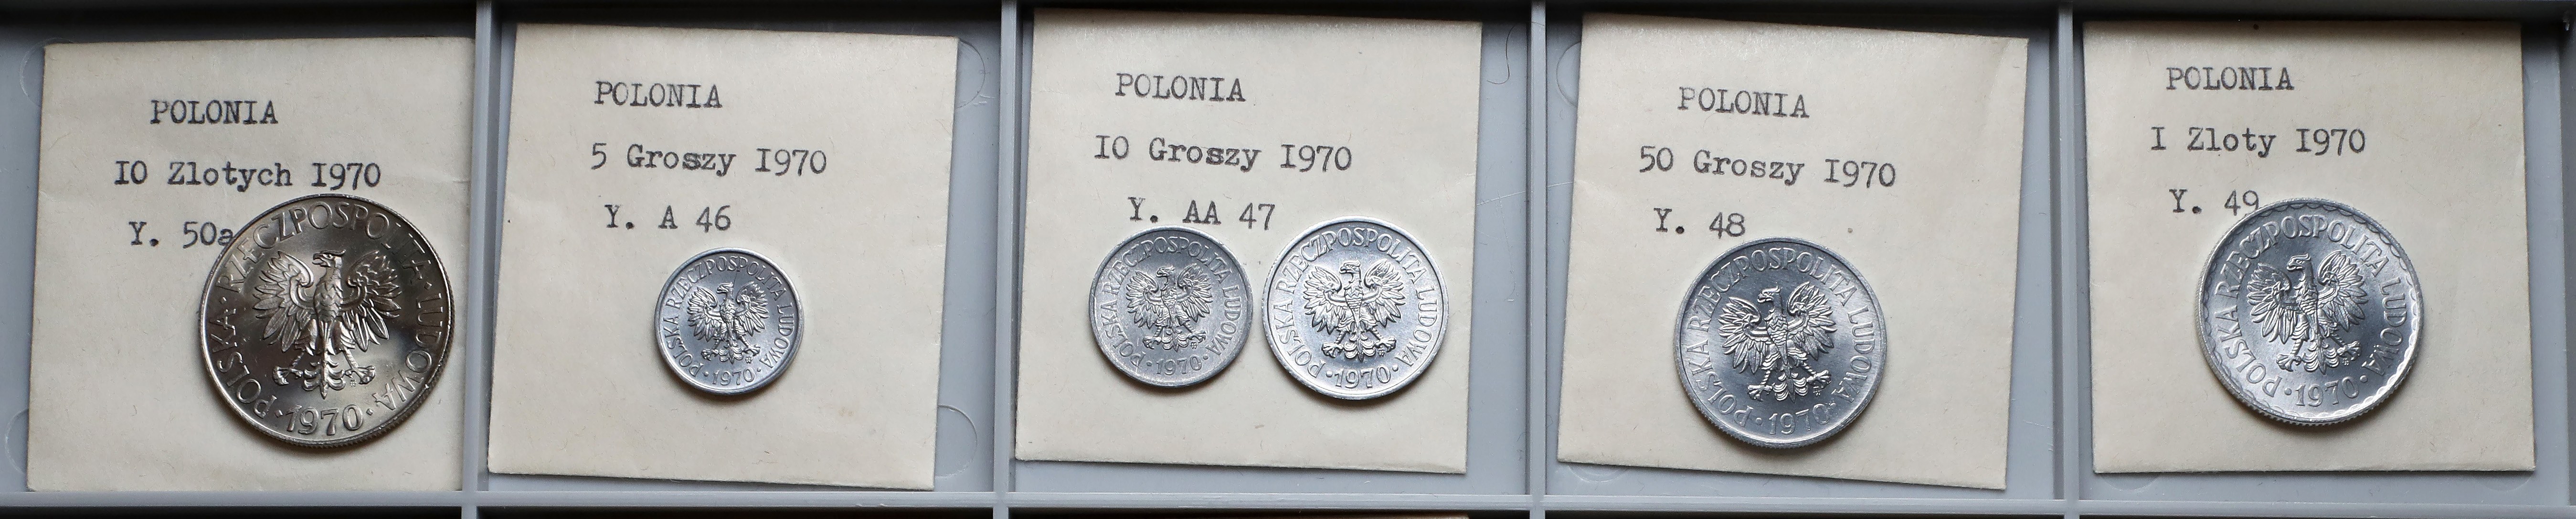 POLONIA
IO Zlotych I970
Y. 50a
POLSKA · RZECZPOSPOLITA · LUDOWA
· 1970 ·
POLONIA
5 Groszy I970
Y. A 46
POLSKA RZECZPOSPOLITA LUDOWA
· 1970 ·
POLONIA
IO Groszy I970
Y. AA 47
POLSKA RZECZPOSPOLITA LUDOWA
· 1970 ·
POLSKA RZECZPOSPOLITA LUDOWA
· 1970 ·
POLONIA
50 Groszy I970
Y. 48
POLSKA RZECZPOSPOLITA LUDOWA
· 1970 ·
POLONIA
I Zloty I970
Y. 49
POLSKA RZECZPOSPOLITA LUDOWA
· 1970 ·